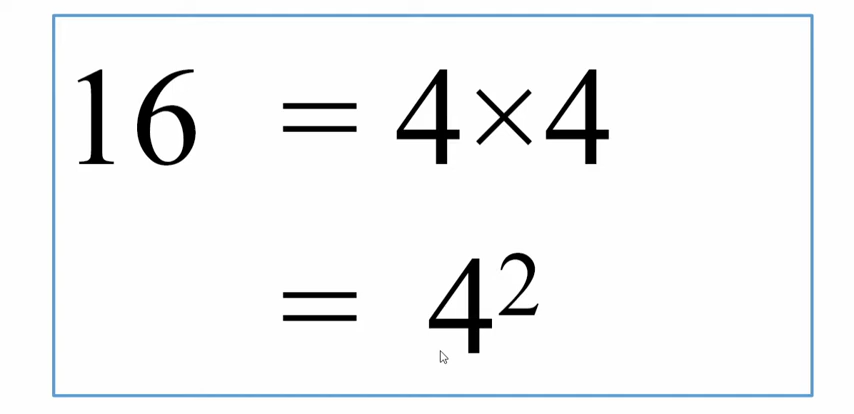 16 = 4×4
= 4²